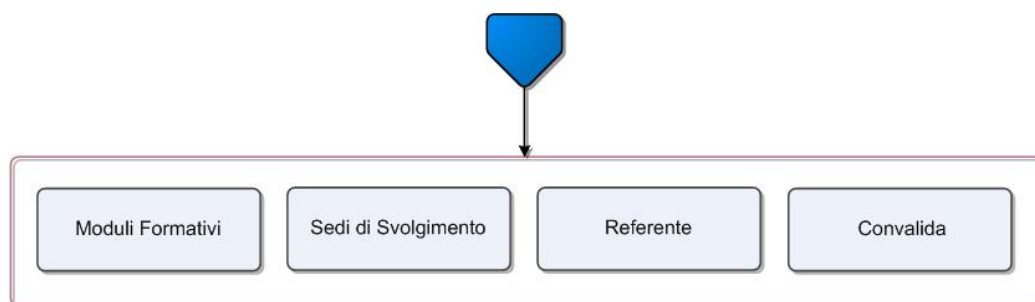 Moduli Formativi
Sedi di Svolgimento
Referente
Convalida